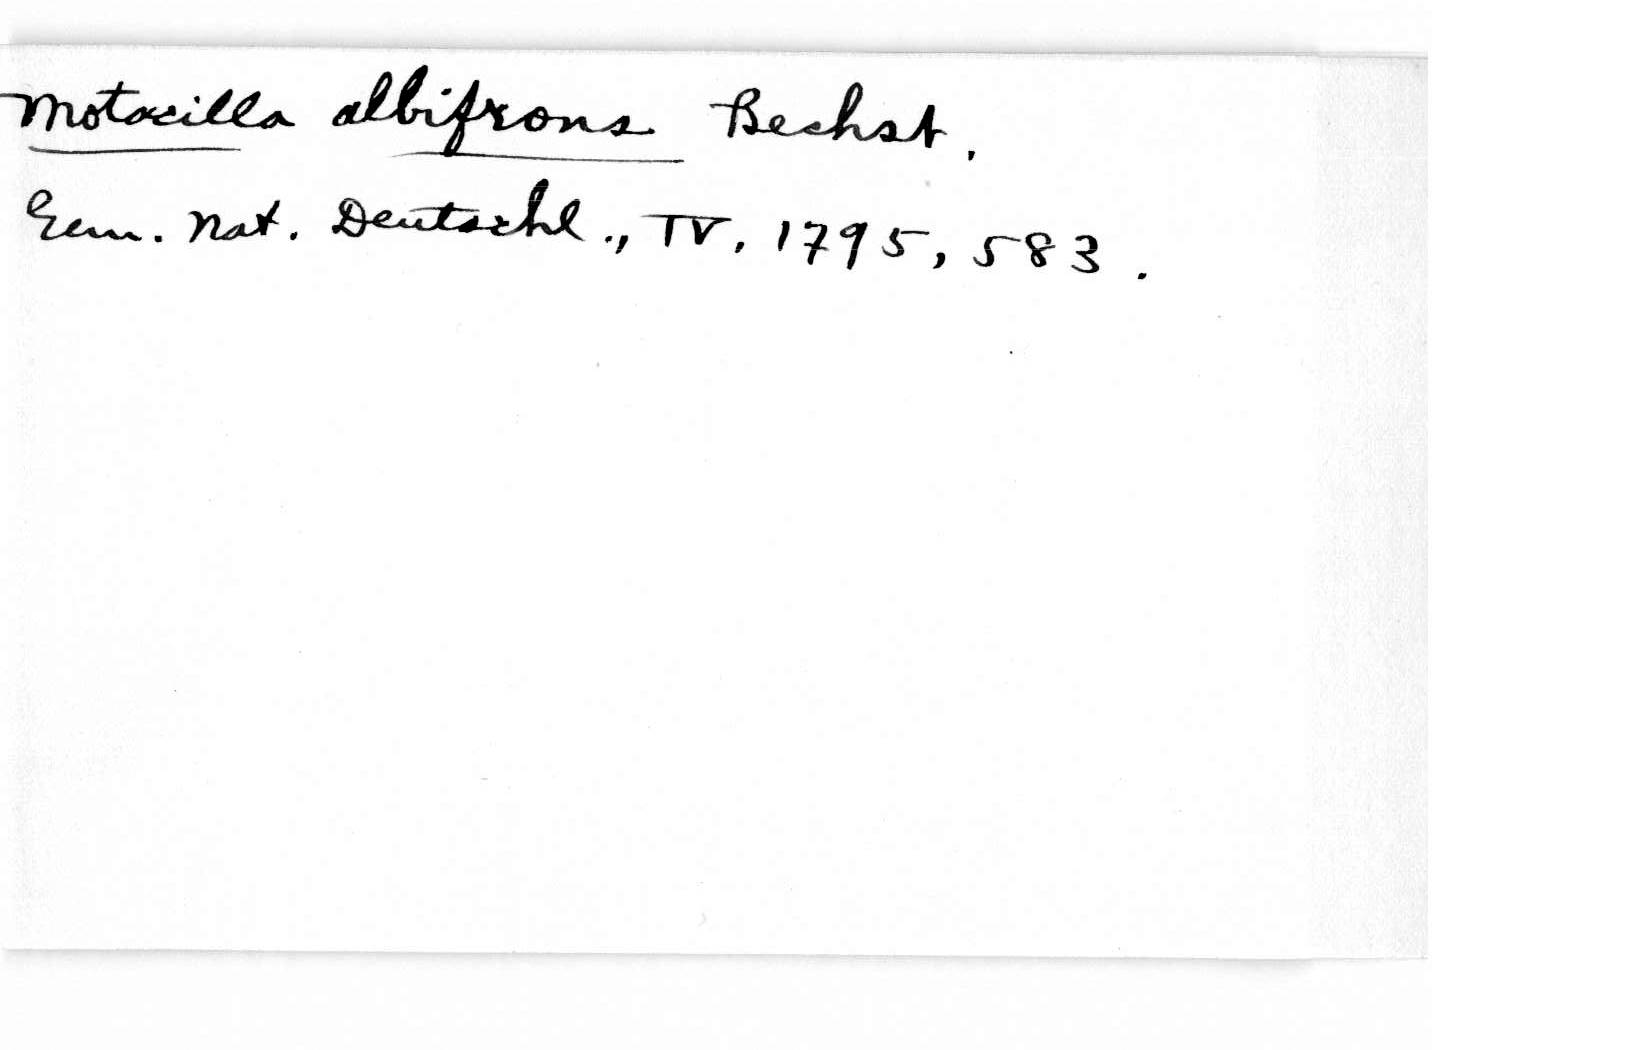 Motacilla albifrons Bechst.
Gem. Nat. Deutschl., IV, 1795, 583.